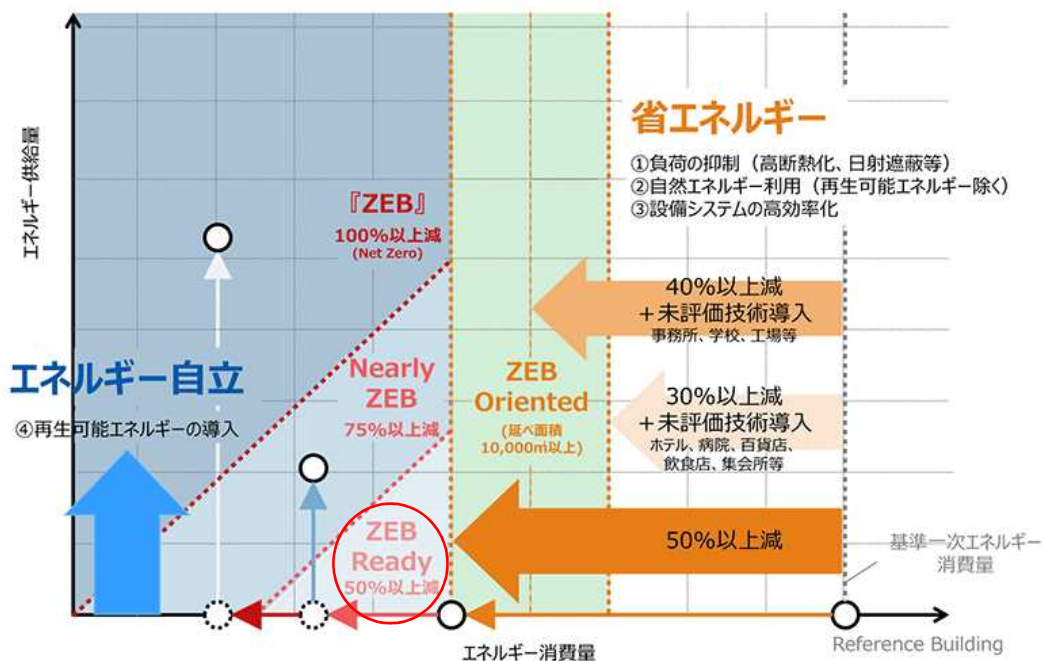 エネルギー供給量
省エネルギー
①負荷の抑制（高断熱化、日射遮蔽等）
②自然エネルギー利用（再生可能エネルギー除く）
③設備システムの高効率化
『ZEB』
100%以上減
(Net Zero)
40%以上減
＋未評価技術導入
事務所、学校、工場等
エネルギー自立
④再生可能エネルギーの導入
Nearly
ZEB
75%以上減
ZEB
Oriented
(延べ面積
10,000㎡以上)
30%以上減
＋未評価技術導入
ホテル、病院、百貨店、
飲食店、集会所等
ZEB
Ready
50%以上減
50%以上減
基準一次エネルギー
消費量
エネルギー消費量
Reference Building